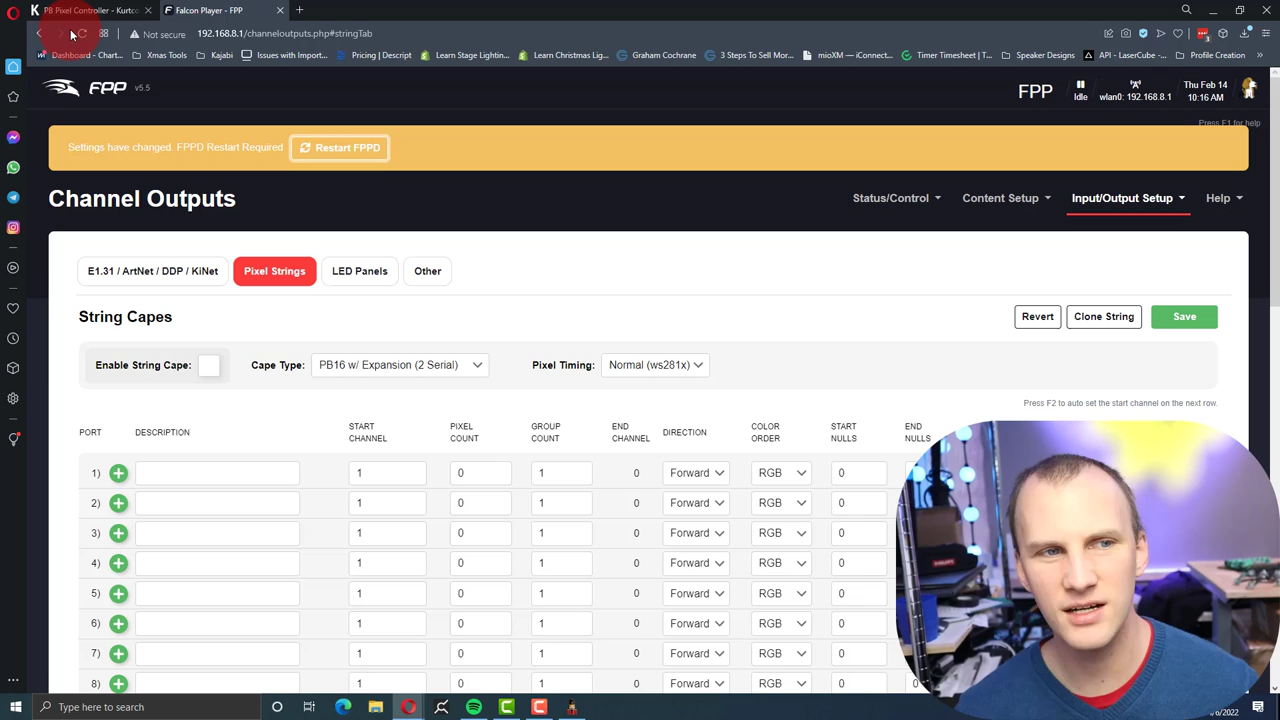 PB Pixel Controller - Kurtco
Falcon Player - FPP
Not secure
192.168.8.1/channeloutputs.php#stringTab
Dashboard - Chart...
Xmas Tools
Kajabi
Issues with Import...
Pricing | Descript
Learn Stage Lightin...
Learn Christmas Lig...
Graham Cochrane
3 Steps To Sell Mor...
mioXM — iConnect...
Timer Timesheet | T...
Speaker Designs
API - LaserCube...
Profile Creation
FPP v5.5
FPP
Idle
wlan0: 192.168.8.1
Thu Feb 14
10:16 AM
Press F1 for help
Settings have changed. FPPD Restart Required
Restart FPPD
Channel Outputs
Status/Control
Content Setup
Input/Output Setup
Help
E1.31 / ArtNet / DDP / KiNet
Pixel Strings
LED Panels
Other
String Capes
Revert
Clone String
Save
Enable String Cape:
Cape Type:
PB16 w/ Expansion (2 Serial)
Pixel Timing:
Normal (ws281x)
Press F2 to auto set the start channel on the next row.
PORT
DESCRIPTION
START CHANNEL
PIXEL COUNT
GROUP COUNT
END CHANNEL
DIRECTION
COLOR ORDER
START NULLS
END NULLS
1) 1 0 1 0 Forward RGB 0
2) 1 0 1 0 Forward RGB 0
3) 1 0 1 0 Forward RGB 0
4) 1 0 1 0 Forward RGB 0
5) 1 0 1 0 Forward RGB 0
6) 1 0 1 0 Forward RGB 0
7) 1 0 1 0 Forward RGB 0
8) 1 0 1 0 Forward RGB 0 0
Type here to search
/6/2022